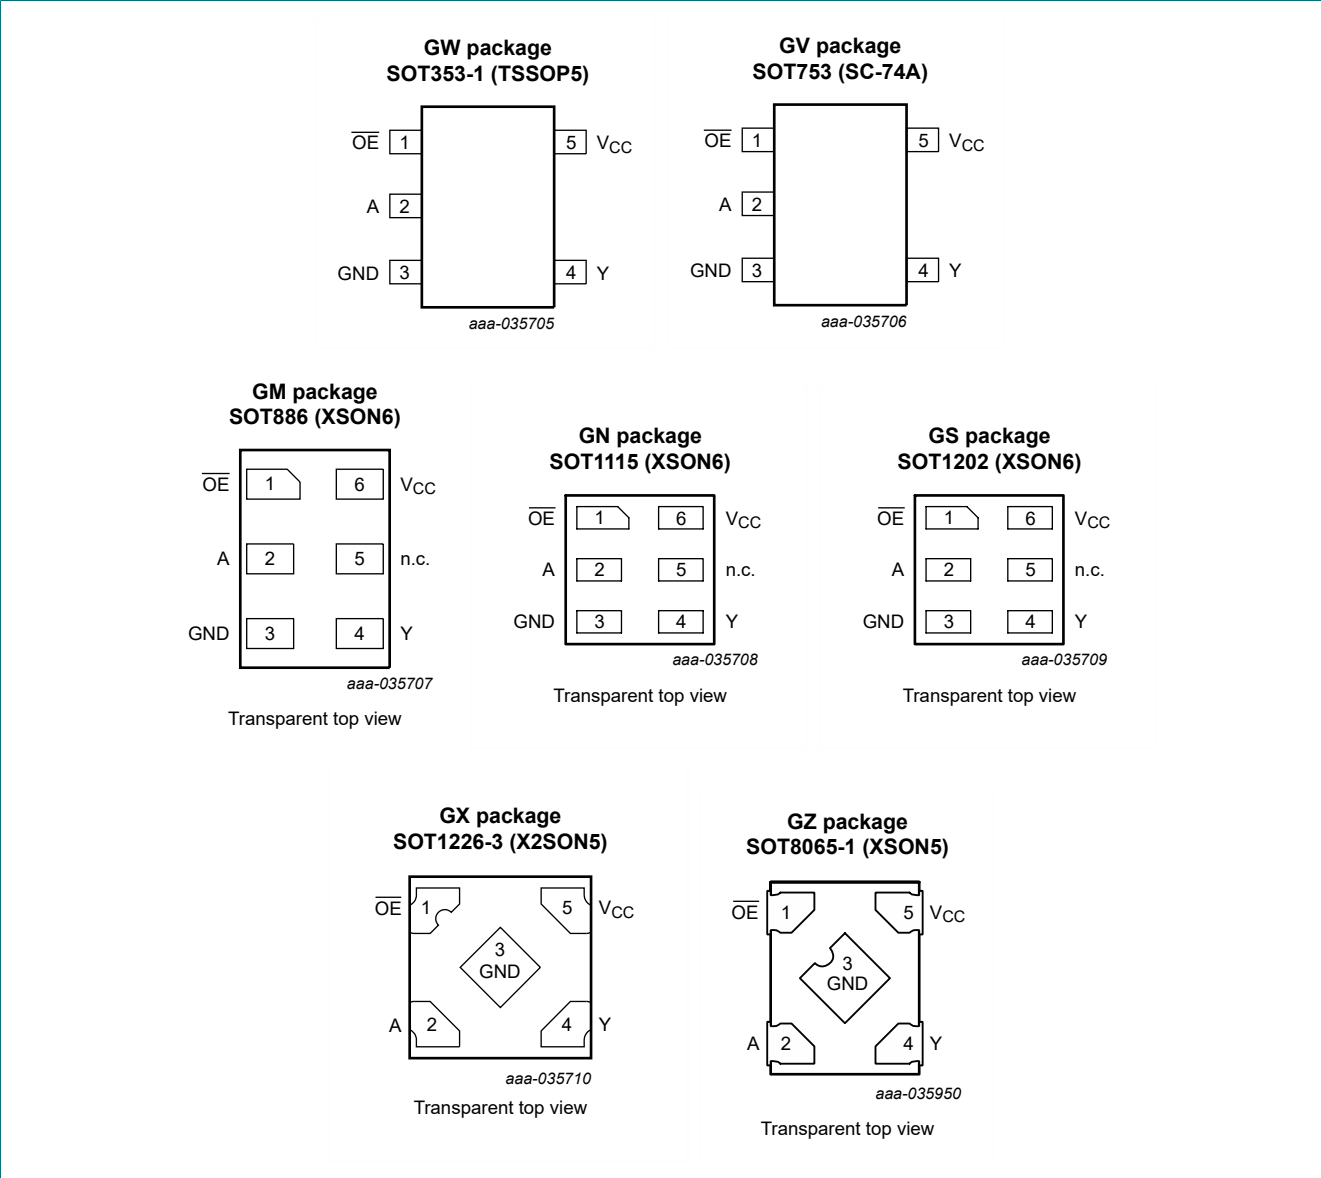 GW package
SOT353-1 (TSSOP5)
OE 1 5 VCC
A 2
GND 3 4 Y
aaa-035705
GV package
SOT753 (SC-74A)
OE 1 5 VCC
A 2
GND 3 4 Y
aaa-035706
GM package
SOT886 (XSON6)
OE 1 6 VCC
A 2 5 n.c.
GND 3 4 Y
aaa-035707
Transparent top view
GN package
SOT1115 (XSON6)
OE 1 6 VCC
A 2 5 n.c.
GND 3 4 Y
aaa-035708
Transparent top view
GS package
SOT1202 (XSON6)
OE 1 6 VCC
A 2 5 n.c.
GND 3 4 Y
aaa-035709
Transparent top view
GX package
SOT1226-3 (X2SON5)
OE 1 5 VCC
3
GND
A 2 4 Y
aaa-035710
Transparent top view
GZ package
SOT8065-1 (XSON5)
OE 1 5 VCC
3
GND
A 2 4 Y
aaa-035950
Transparent top view